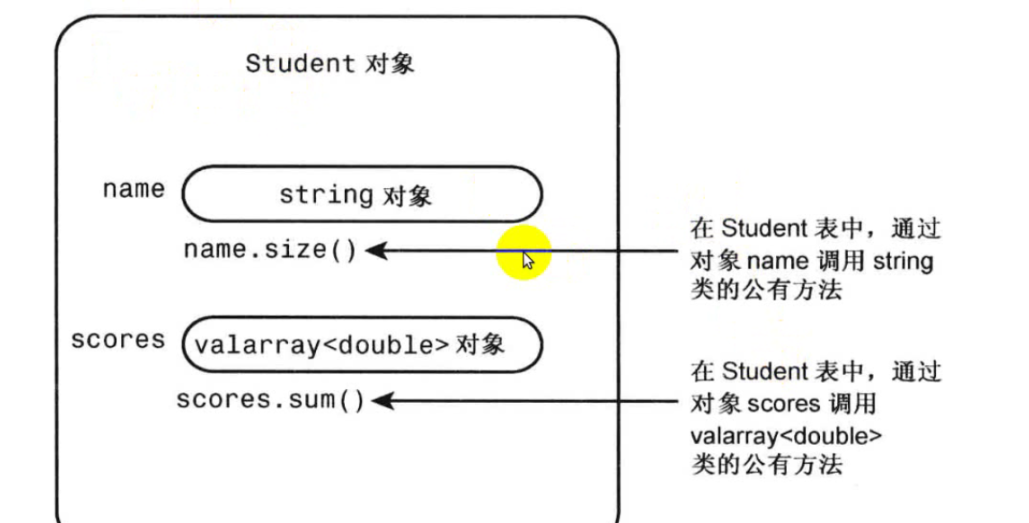 Student 对象
name
string 对象
name.size()
在 Student 表中，通过
对象 name 调用 string
类的公有方法
scores
valarray<double> 对象
scores.sum()
在 Student 表中，通过
对象 scores 调用
valarray<double>
类的公有方法